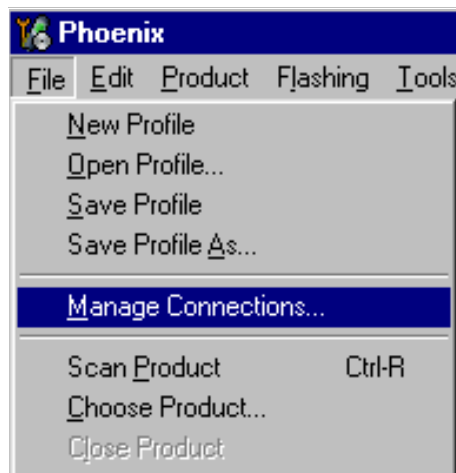 Phoenix
File Edit Product Flashing Tools
New Profile
Open Profile...
Save Profile
Save Profile As...
Manage Connections...
Scan Product Ctrl-R
Choose Product...
Close Product